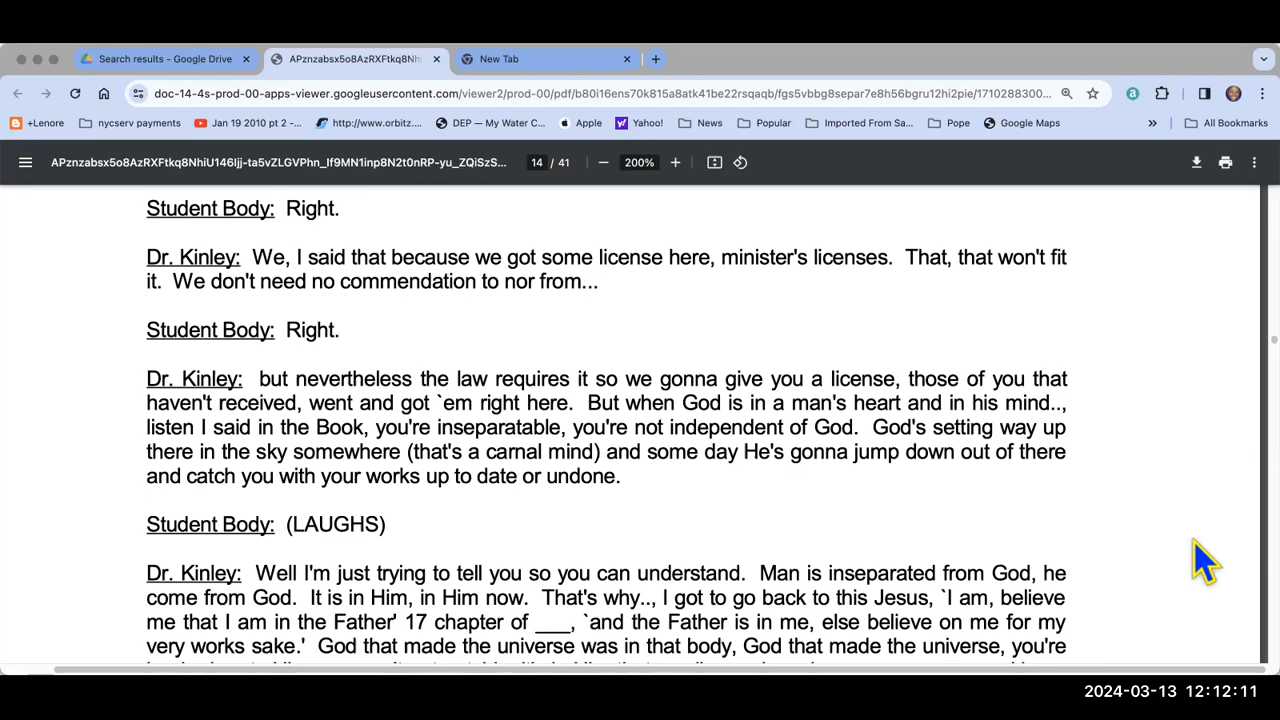 Search results - Google Drive
APznzabsx5o8AzRXFtkq8Nhi
New Tab
doc-14-4s-prod-00-apps-viewer.googleusercontent.com/viewer2/prod-00/pdf/b80i16ens70k815a8atk41be22rsqaqb/fgs5vbbg8separ7e8h56bgru12hi2pie/1710288300...
+Lenore
nycserv payments
Jan 19 2010 pt 2 –...
http://www.orbitz....
DEP — My Water C...
Apple
Yahoo!
News
Popular
Imported From Sa...
Pope
Google Maps
All Bookmarks
APznzabsx5o8AzRXFtkq8NhiU146Ijj-ta5vZLGVPhn_If9MN1inp8N2t0nRP-yu_ZQiSzS...
14 / 41
200%
Student Body: Right.
Dr. Kinley: We, I said that because we got some license here, minister's licenses. That, that won't fit
it. We don't need no commendation to nor from...
Student Body: Right.
Dr. Kinley: but nevertheless the law requires it so we gonna give you a license, those of you that
haven't received, went and got `em right here. But when God is in a man's heart and in his mind..,
listen I said in the Book, you're inseparatable, you're not independent of God. God's setting way up
there in the sky somewhere (that's a carnal mind) and some day He's gonna jump down out of there
and catch you with your works up to date or undone.
Student Body: (LAUGHS)
Dr. Kinley: Well I'm just trying to tell you so you can understand. Man is inseparated from God, he
come from God. It is in Him, in Him now. That's why.., I got to go back to this Jesus, `I am, believe
me that I am in the Father' 17 chapter of ___, `and the Father is in me, else believe on me for my
very works sake.' God that made the universe was in that body, God that made the universe, you're
2024-03-13 12:12:11